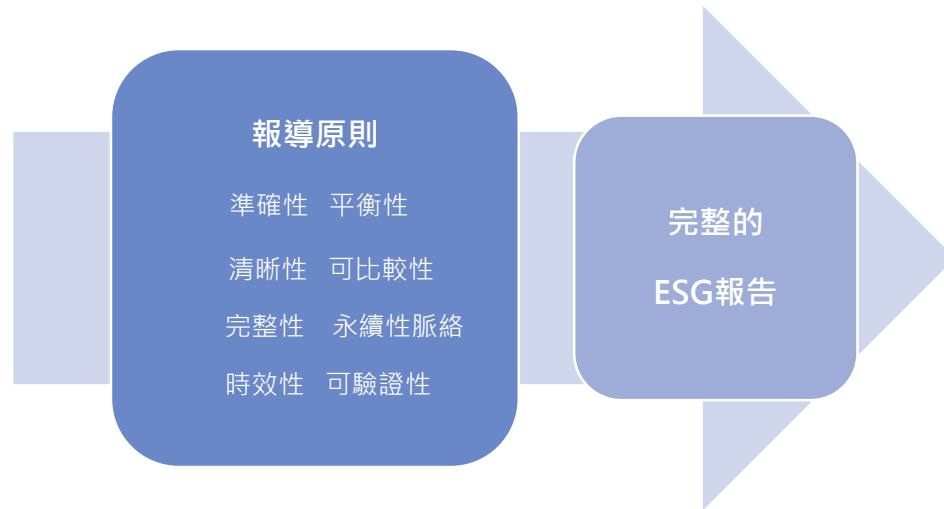 報導原則
準確性 平衡性
清晰性 可比較性
完整性 永續性脈絡
時效性 可驗證性
完整的
ESG報告